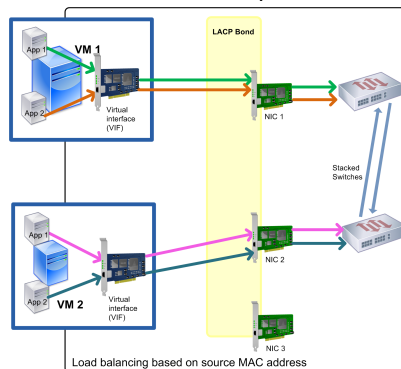 LACP Bond
App 1
VM 1
App 2
Virtual
interface
(VIF)
NIC 1
Stacked
Switches
App 1
App 2
VM 2
Virtual
interface
(VIF)
NIC 2
NIC 3
Load balancing based on source MAC address